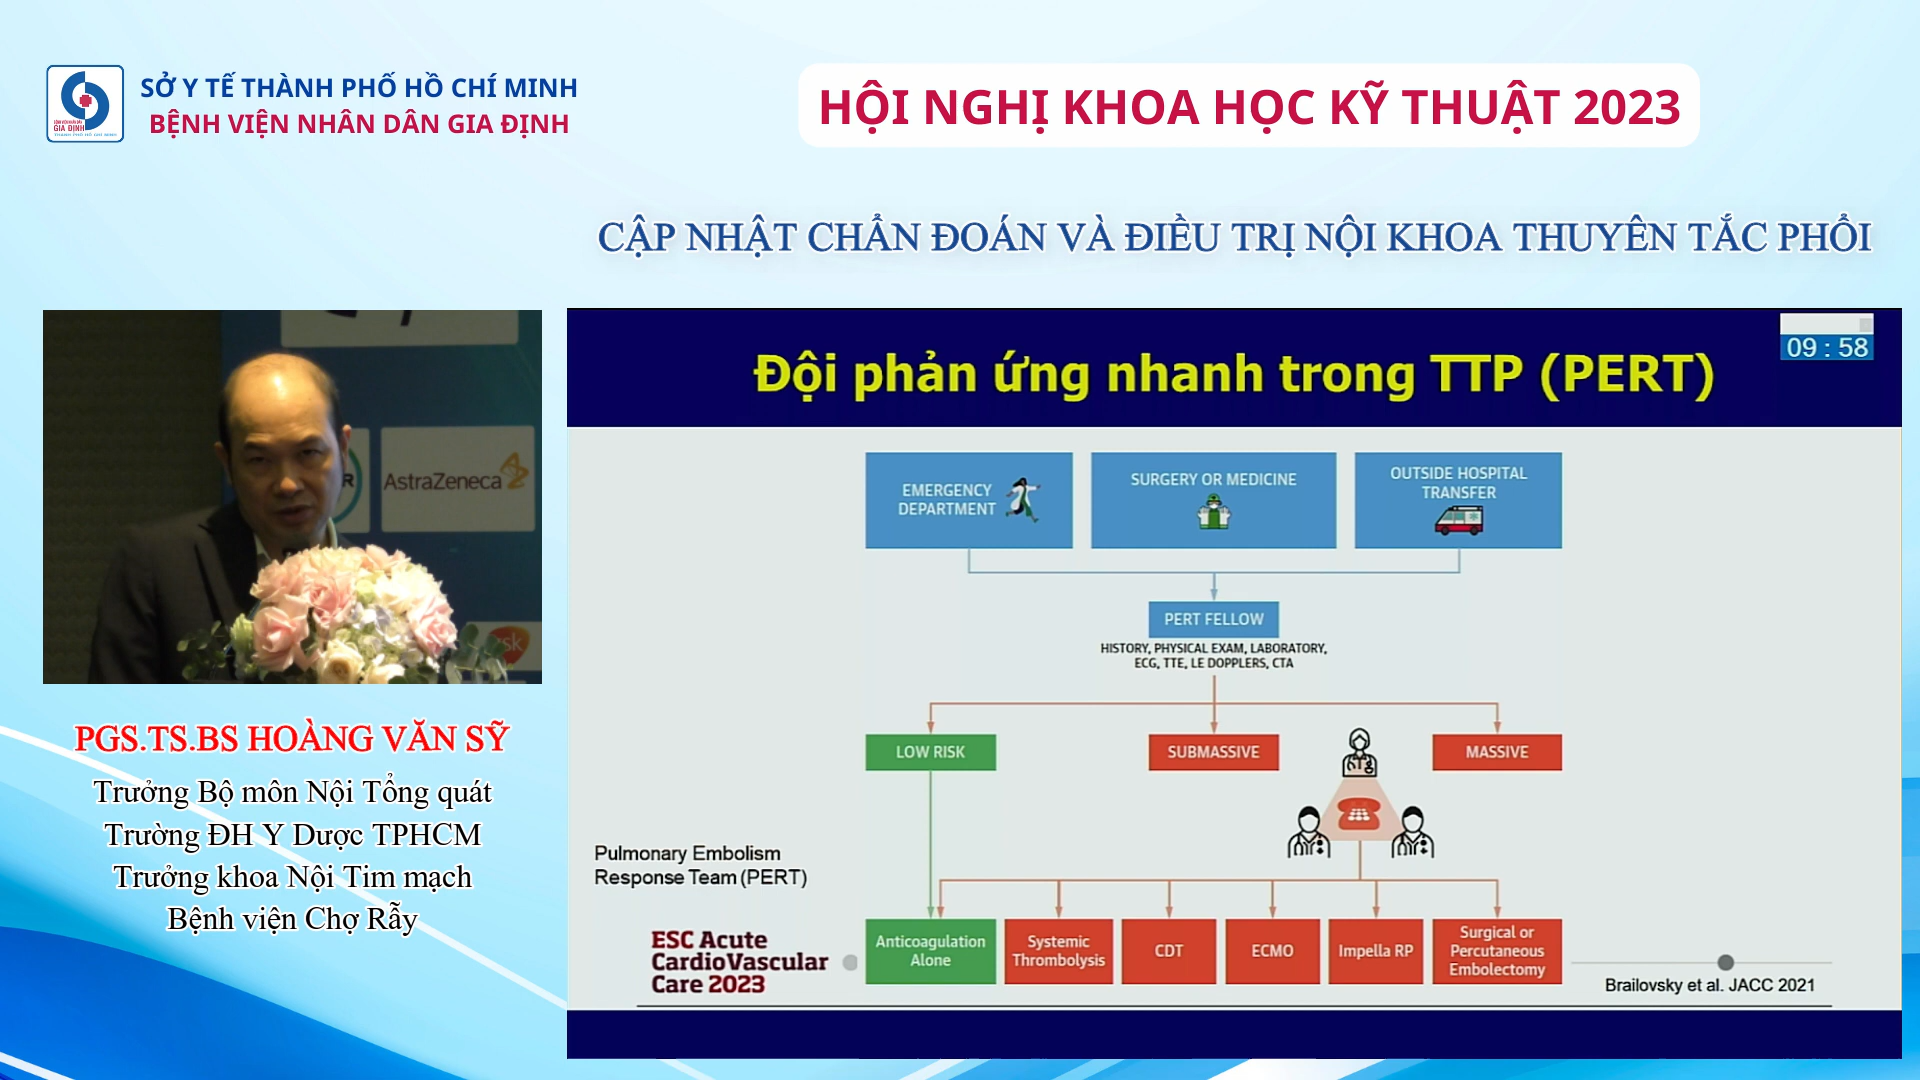 SỞ Y TẾ THÀNH PHỐ HỒ CHÍ MINH
BỆNH VIỆN NHÂN DÂN GIA ĐỊNH
GIA ĐỊNH
HỘI NGHỊ KHOA HỌC KỸ THUẬT 2023
CẬP NHẬT CHẨN ĐOÁN VÀ ĐIỀU TRỊ NỘI KHOA THUYÊN TẮC PHỔI
AstraZeneca
R
sk
PGS.TS.BS HOÀNG VĂN SỸ
Trưởng Bộ môn Nội Tổng quát
Trường ĐH Y Dược TPHCM
Trưởng khoa Nội Tim mạch
Bệnh viện Chợ Rẫy
Đội phản ứng nhanh trong TTP (PERT)
09 : 58
EMERGENCY
DEPARTMENT
SURGERY OR MEDICINE
OUTSIDE HOSPITAL
TRANSFER
PERT FELLOW
HISTORY, PHYSICAL EXAM, LABORATORY,
ECG, TTE, LE DOPPLERS, CTA
LOW RISK
SUBMASSIVE
MASSIVE
Pulmonary Embolism
Response Team (PERT)
Anticoagulation
Alone
Systemic
Thrombolysis
CDT
ECMO
Impella RP
Surgical or
Percutaneous
Embolectomy
ESC Acute
CardioVascular
Care 2023
Brailovsky et al. JACC 2021